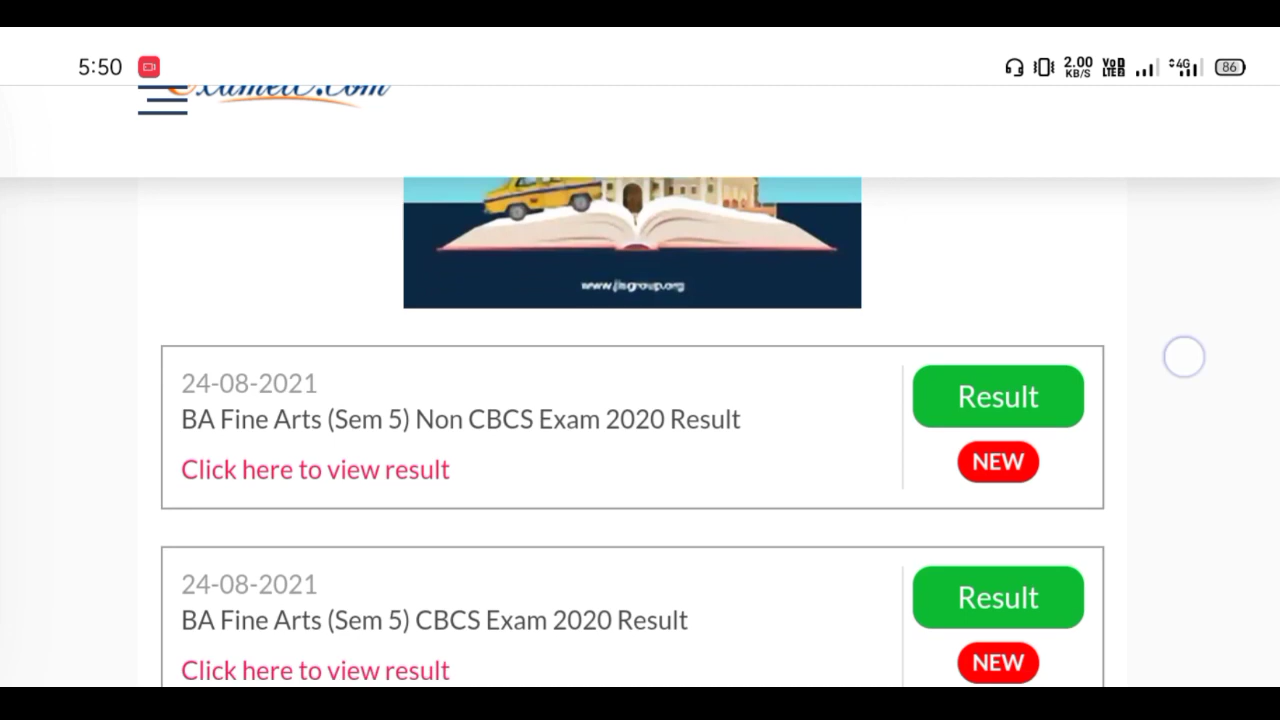 5:50
2.00
KB/S
VoD
LTE2
4G
86
www.jisgroup.org
24-08-2021
BA Fine Arts (Sem 5) Non CBCS Exam 2020 Result
Click here to view result
Result
NEW
24-08-2021
BA Fine Arts (Sem 5) CBCS Exam 2020 Result
Click here to view result
Result
NEW